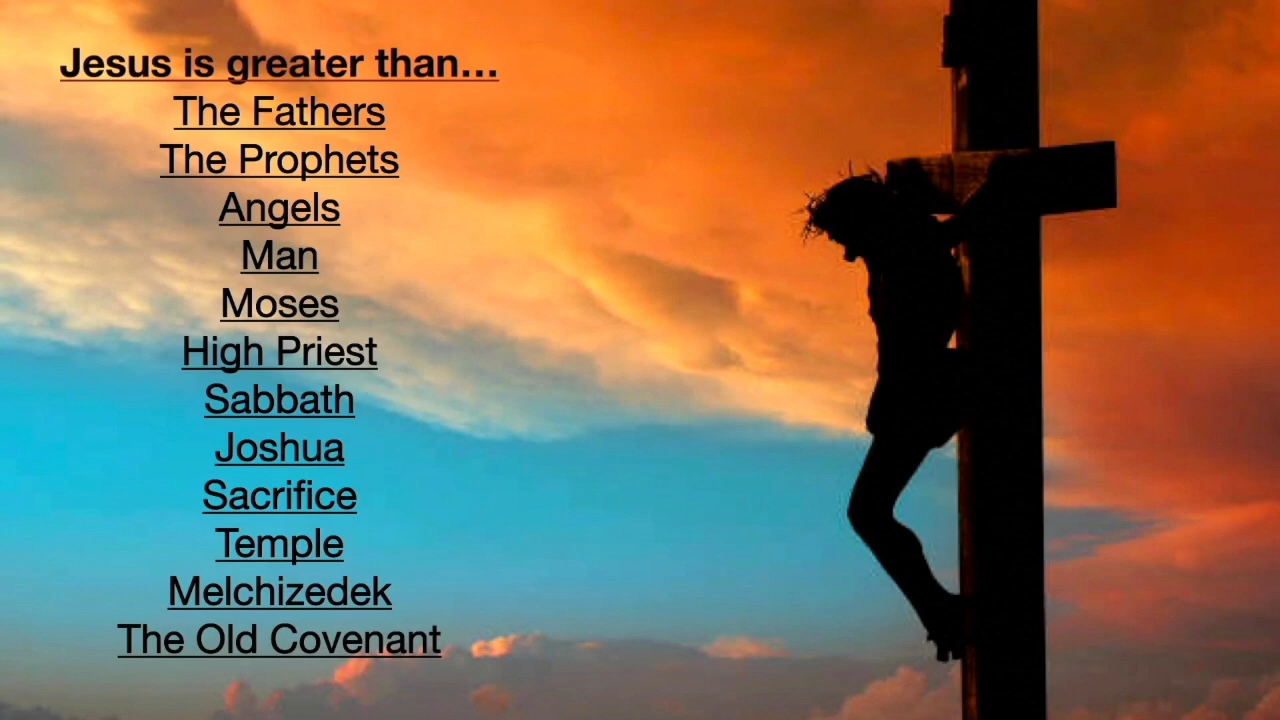 Jesus is greater than…
The Fathers
The Prophets
Angels
Man
Moses
High Priest
Sabbath
Joshua
Sacrifice
Temple
Melchizedek
The Old Covenant